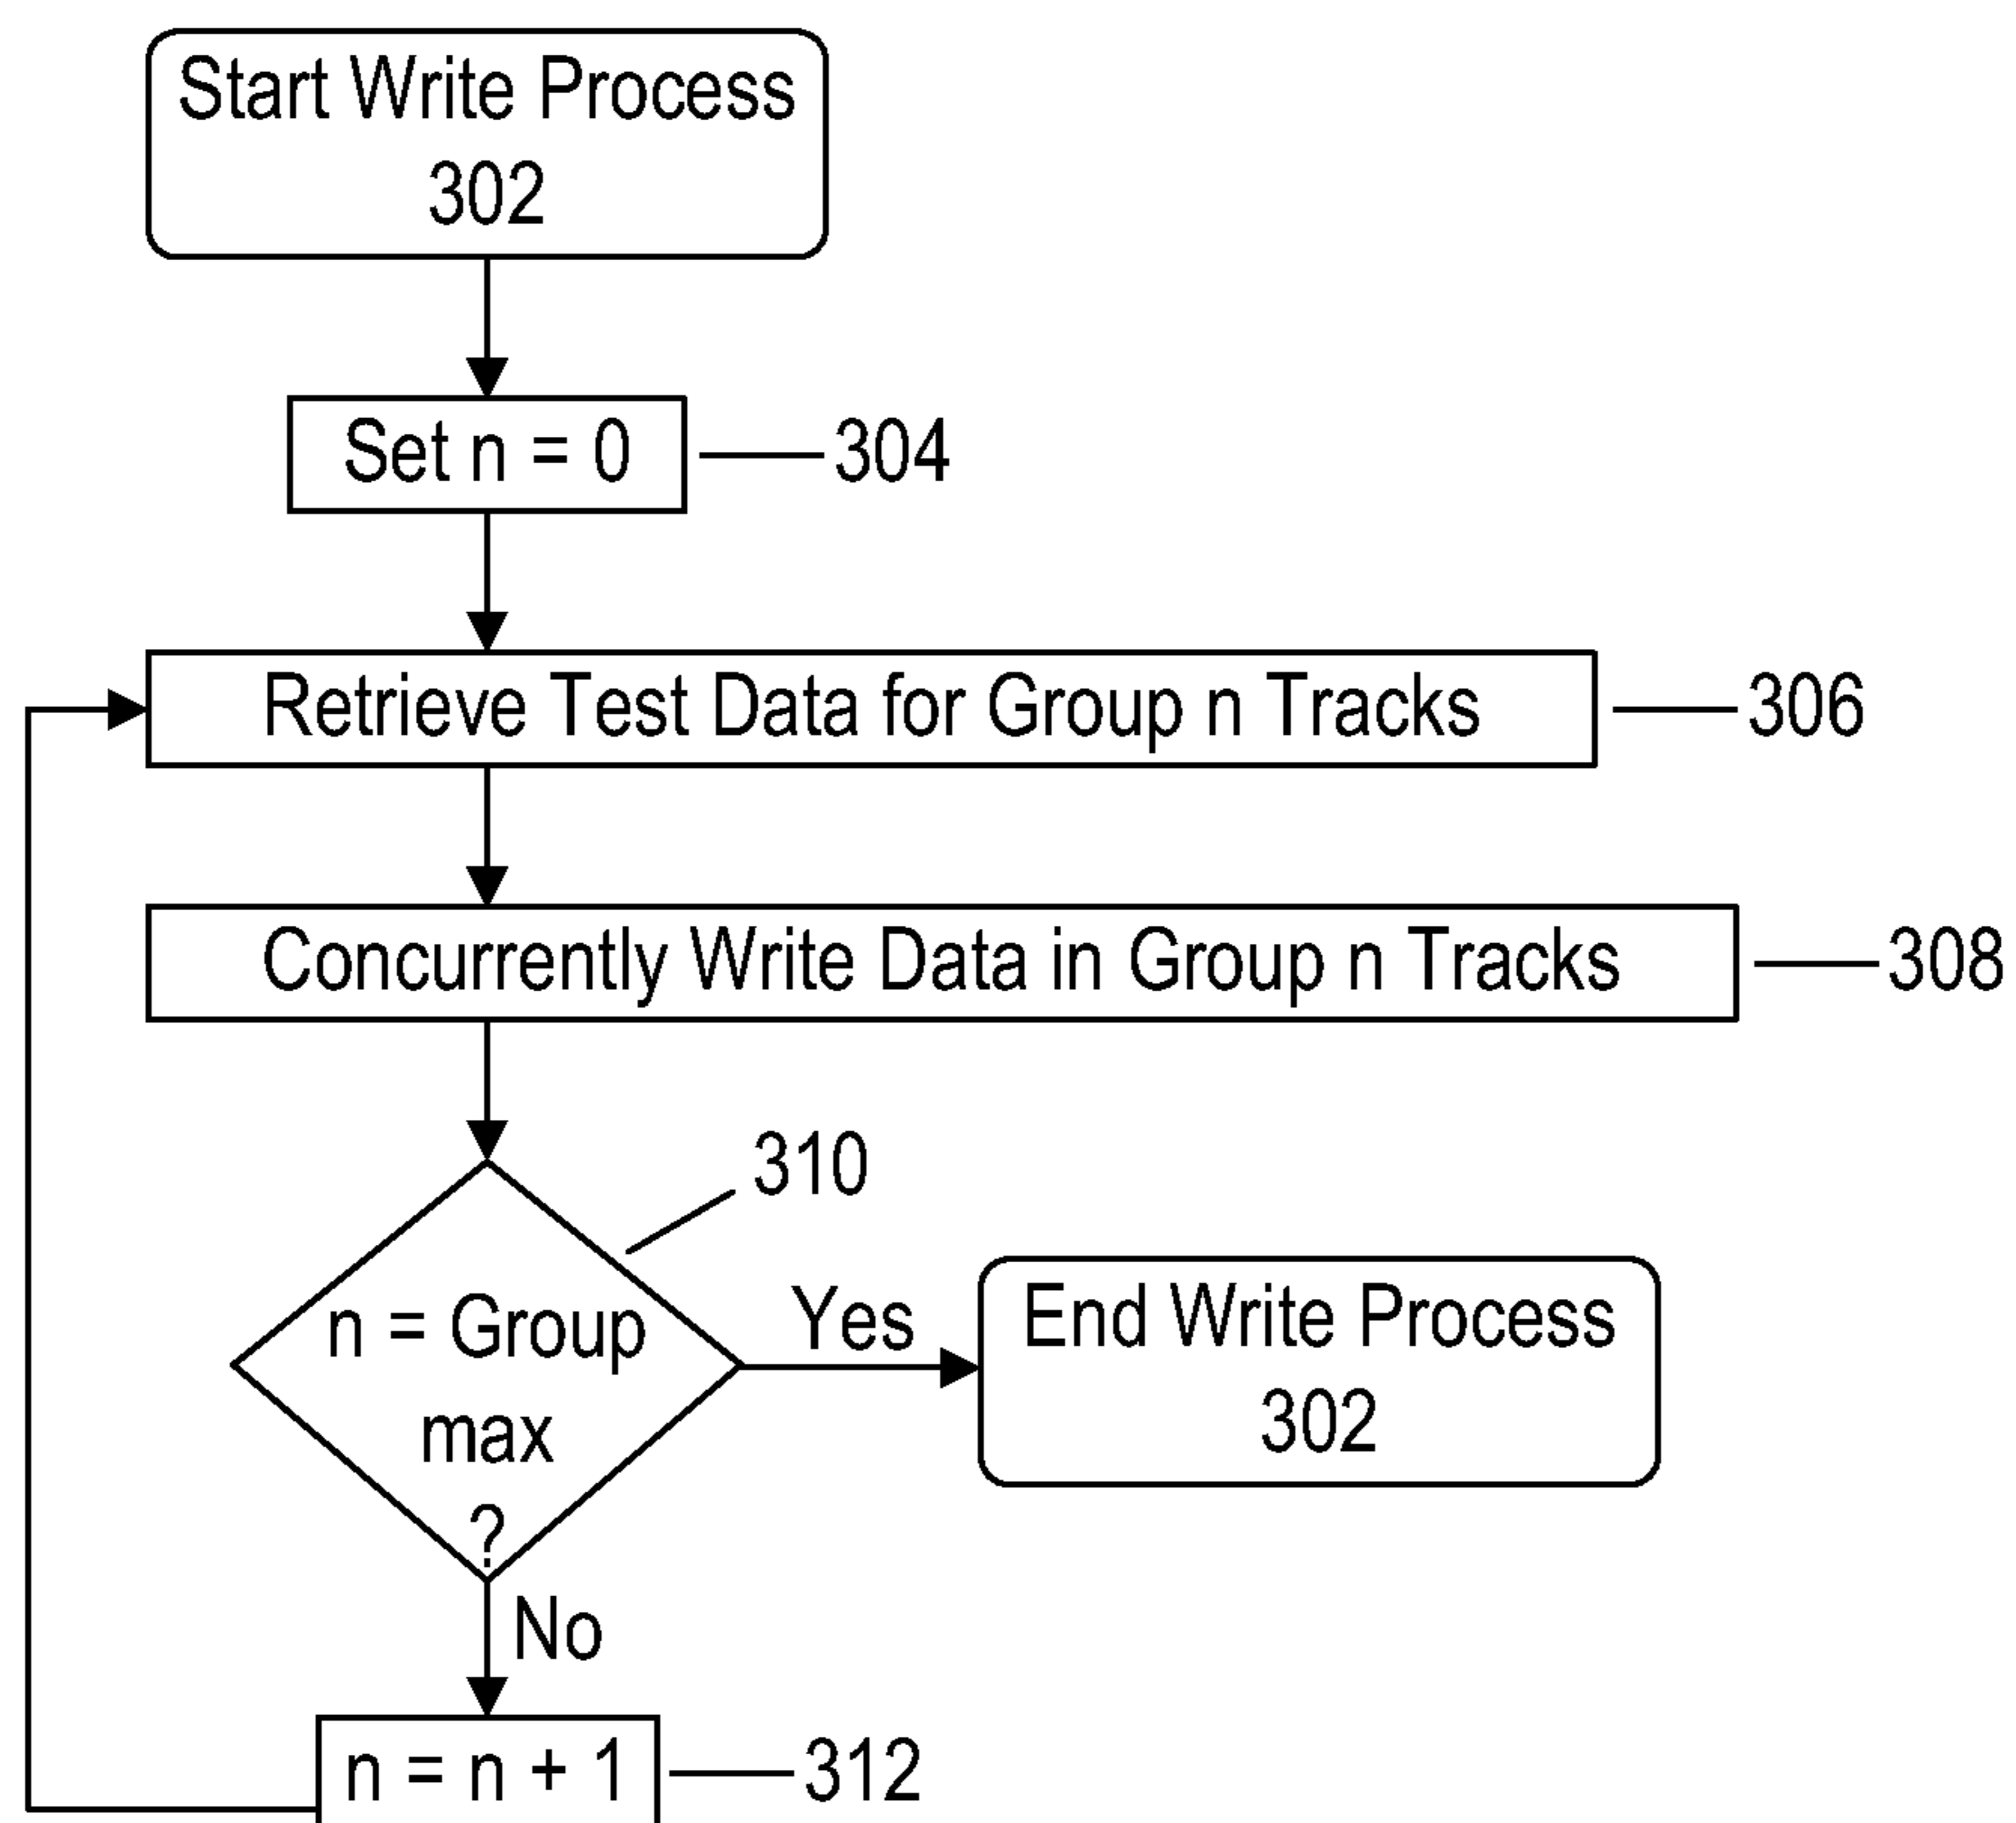 Start Write Process
302
Set n = 0
304
Retrieve Test Data for Group n Tracks
306
Concurrently Write Data in Group n Tracks
308
310
n = Group
max
?
Yes
End Write Process
302
No
n = n + 1
312